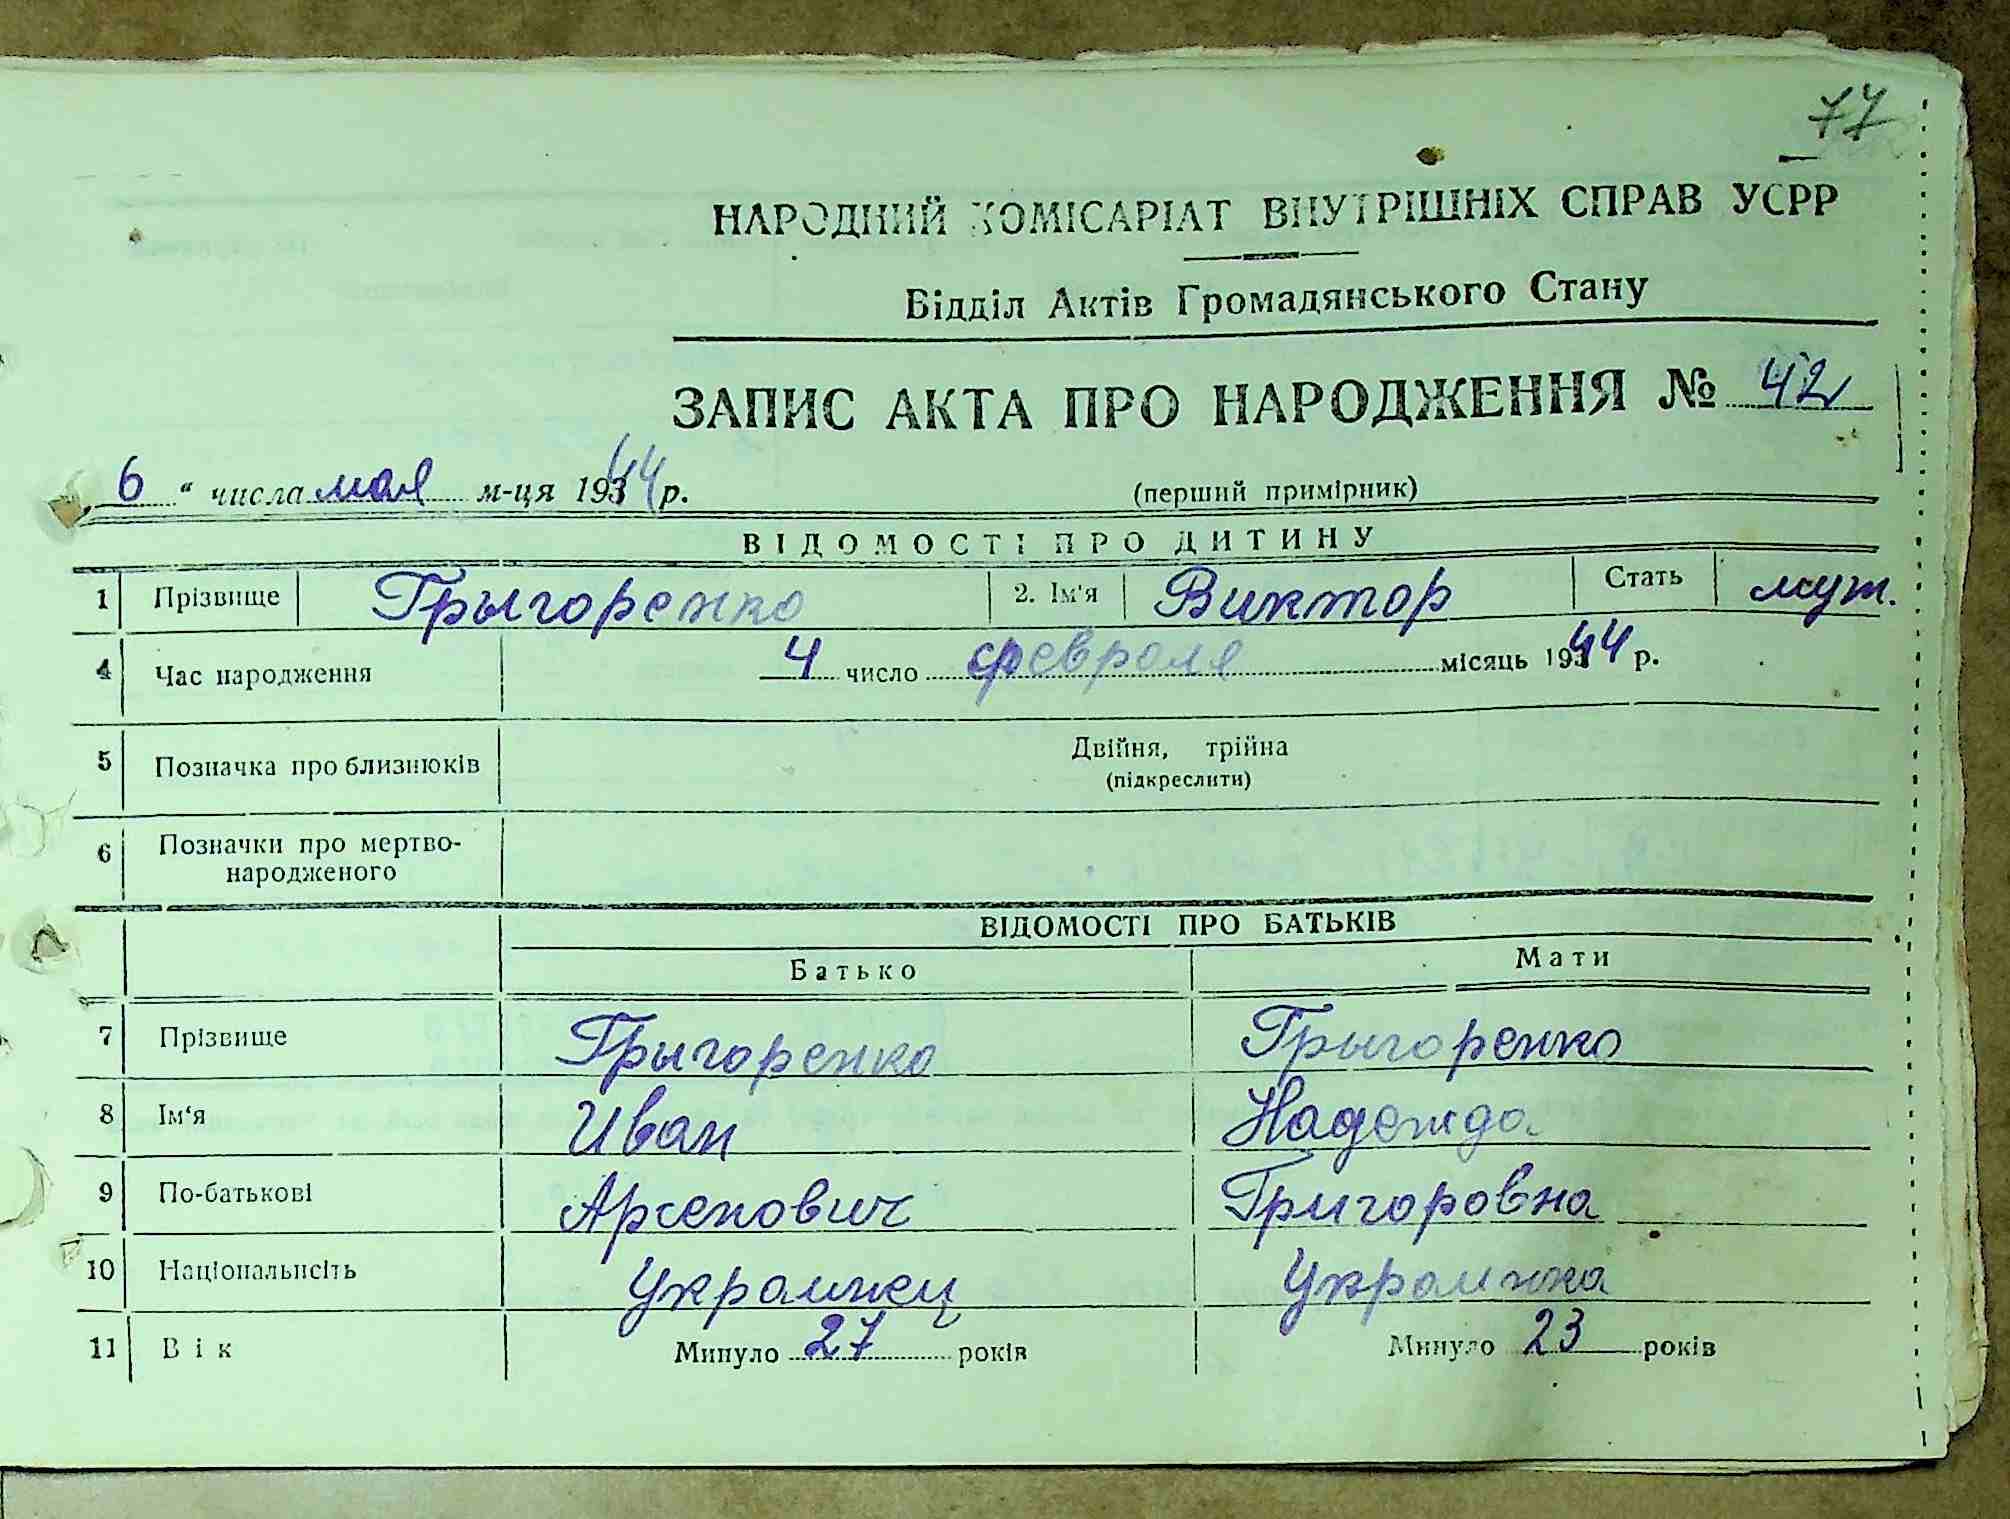 77
НАРОДНИЙ КОМІСАРІАТ ВНУТРІШНІХ СПРАВ УСРР
Відділ Актів Громадянського Стану
ЗАПИС АКТА ПРО НАРОДЖЕННЯ № 42
6 " числа мая м-ця 1944 р. (перший примірник)
ВІДОМОСТІ ПРО ДИТИНУ
1 Прізвище Грыгоренко 2. Ім'я Виктор Стать муж.
4 Час народження 4 число февраля місяць 1944 р.
5 Позначка про близнюків Двійня, трійна
(підкреслити)
6 Позначки про мертво-
народженого
ВІДОМОСТІ ПРО БАТЬКІВ
Батько Мати
7 Прізвище Грыгоренко Грыгоренко
8 Ім'я Иван Надежда
9 По-батькові Арсенович Григоровна
10 Національність Украинец Украинка
11 Вік Минуло 27 років Минуло 23 років